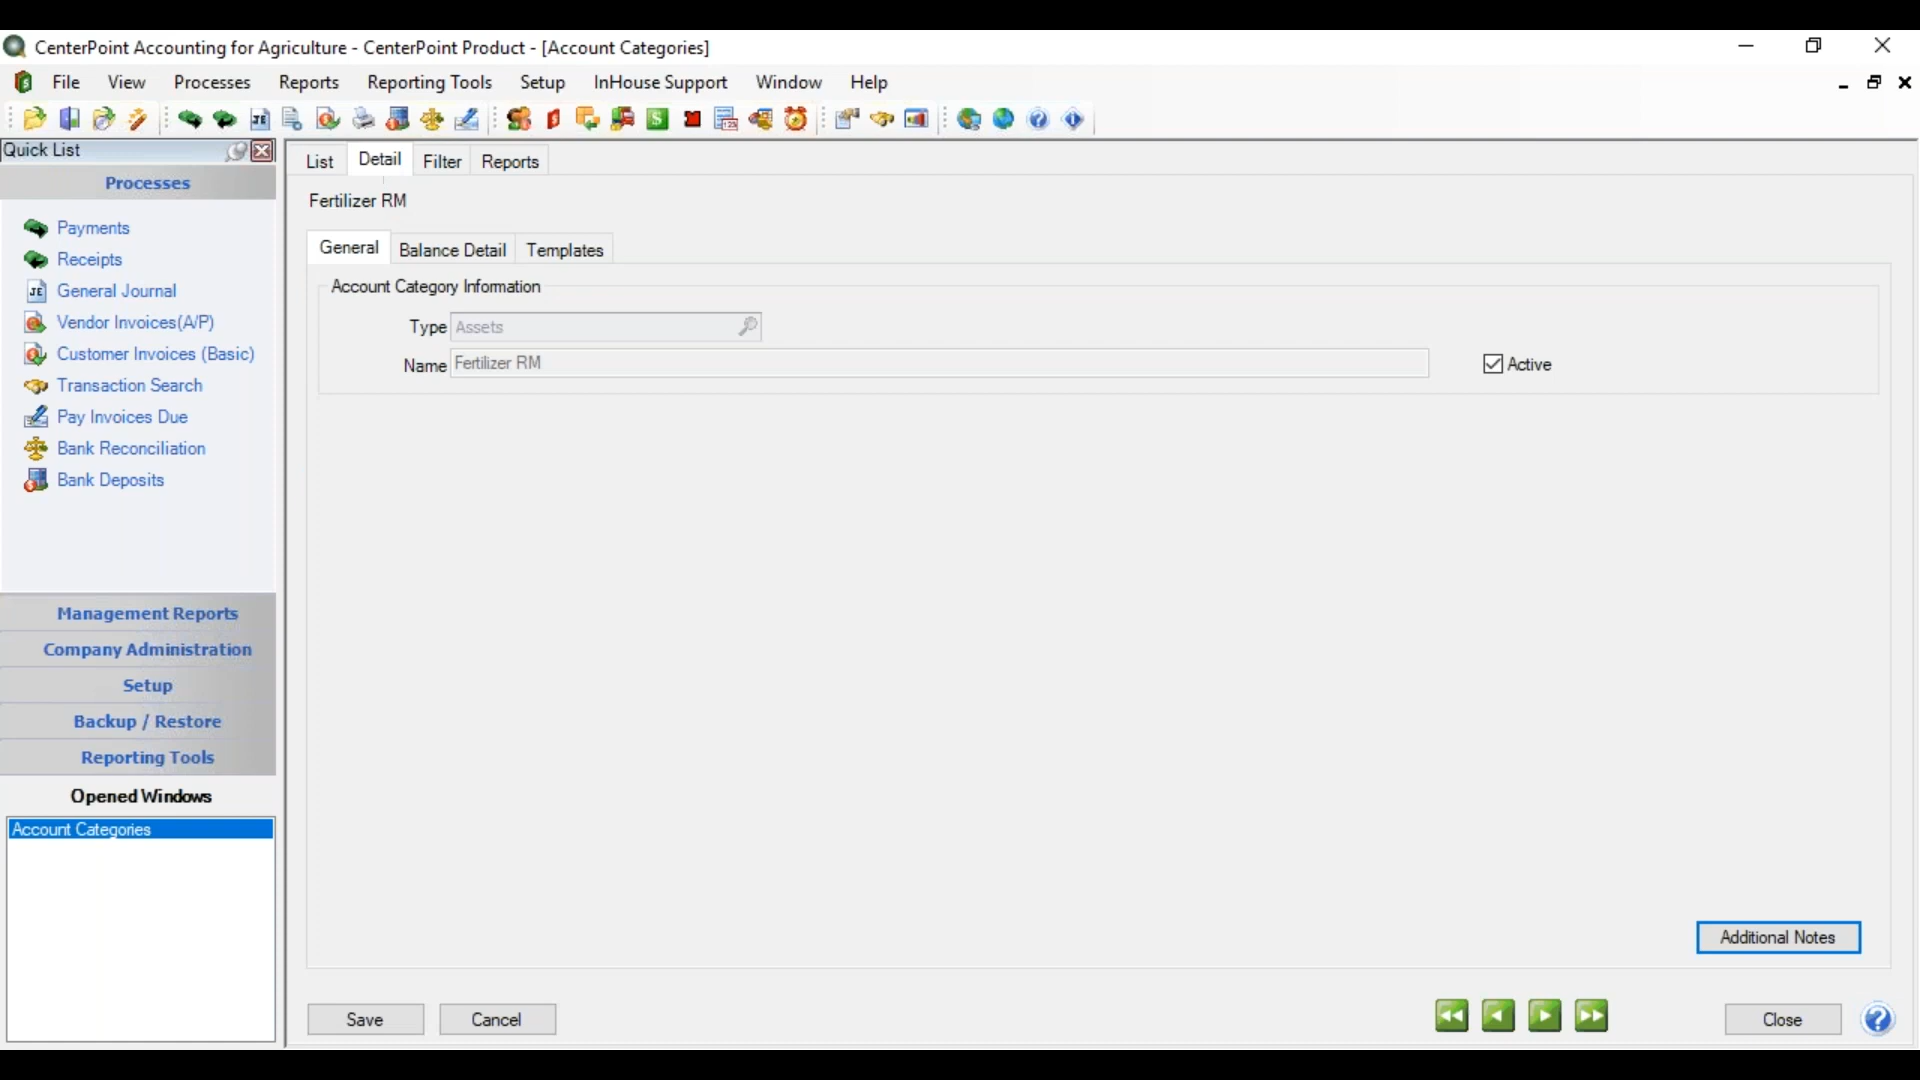 CenterPoint Accounting for Agriculture - CenterPoint Product - [Account Categories]
File View Processes Reports Reporting Tools Setup InHouse Support Window Help
Quick List
Processes
Payments
Receipts
JE General Journal
Vendor Invoices(A/P)
Customer Invoices (Basic)
Transaction Search
Pay Invoices Due
Bank Reconciliation
Bank Deposits
Management Reports
Company Administration
Setup
Backup / Restore
Reporting Tools
Opened Windows
Account Categories
List Detail Filter Reports
Fertilizer RM
General Balance Detail Templates
Account Category Information
Type Assets
Name Fertilizer RM
Active
Additional Notes
Save Cancel Close